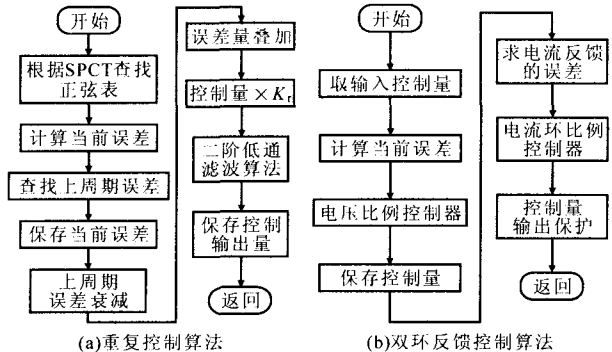 开始
根据SPCT查找
正弦表
计算当前误差
查找上周期误差
保存当前误差
上周期
误差衰减
误差量叠加
控制量×Kr
二阶低通
滤波算法
保存控制
输出量
返回
(a)重复控制算法
开始
取输入控制量
计算当前误差
电压比例控制器
保存控制量
求电流反馈
的误差
电流环比例
控制器
控制量
输出保护
返回
(b)双环反馈控制算法